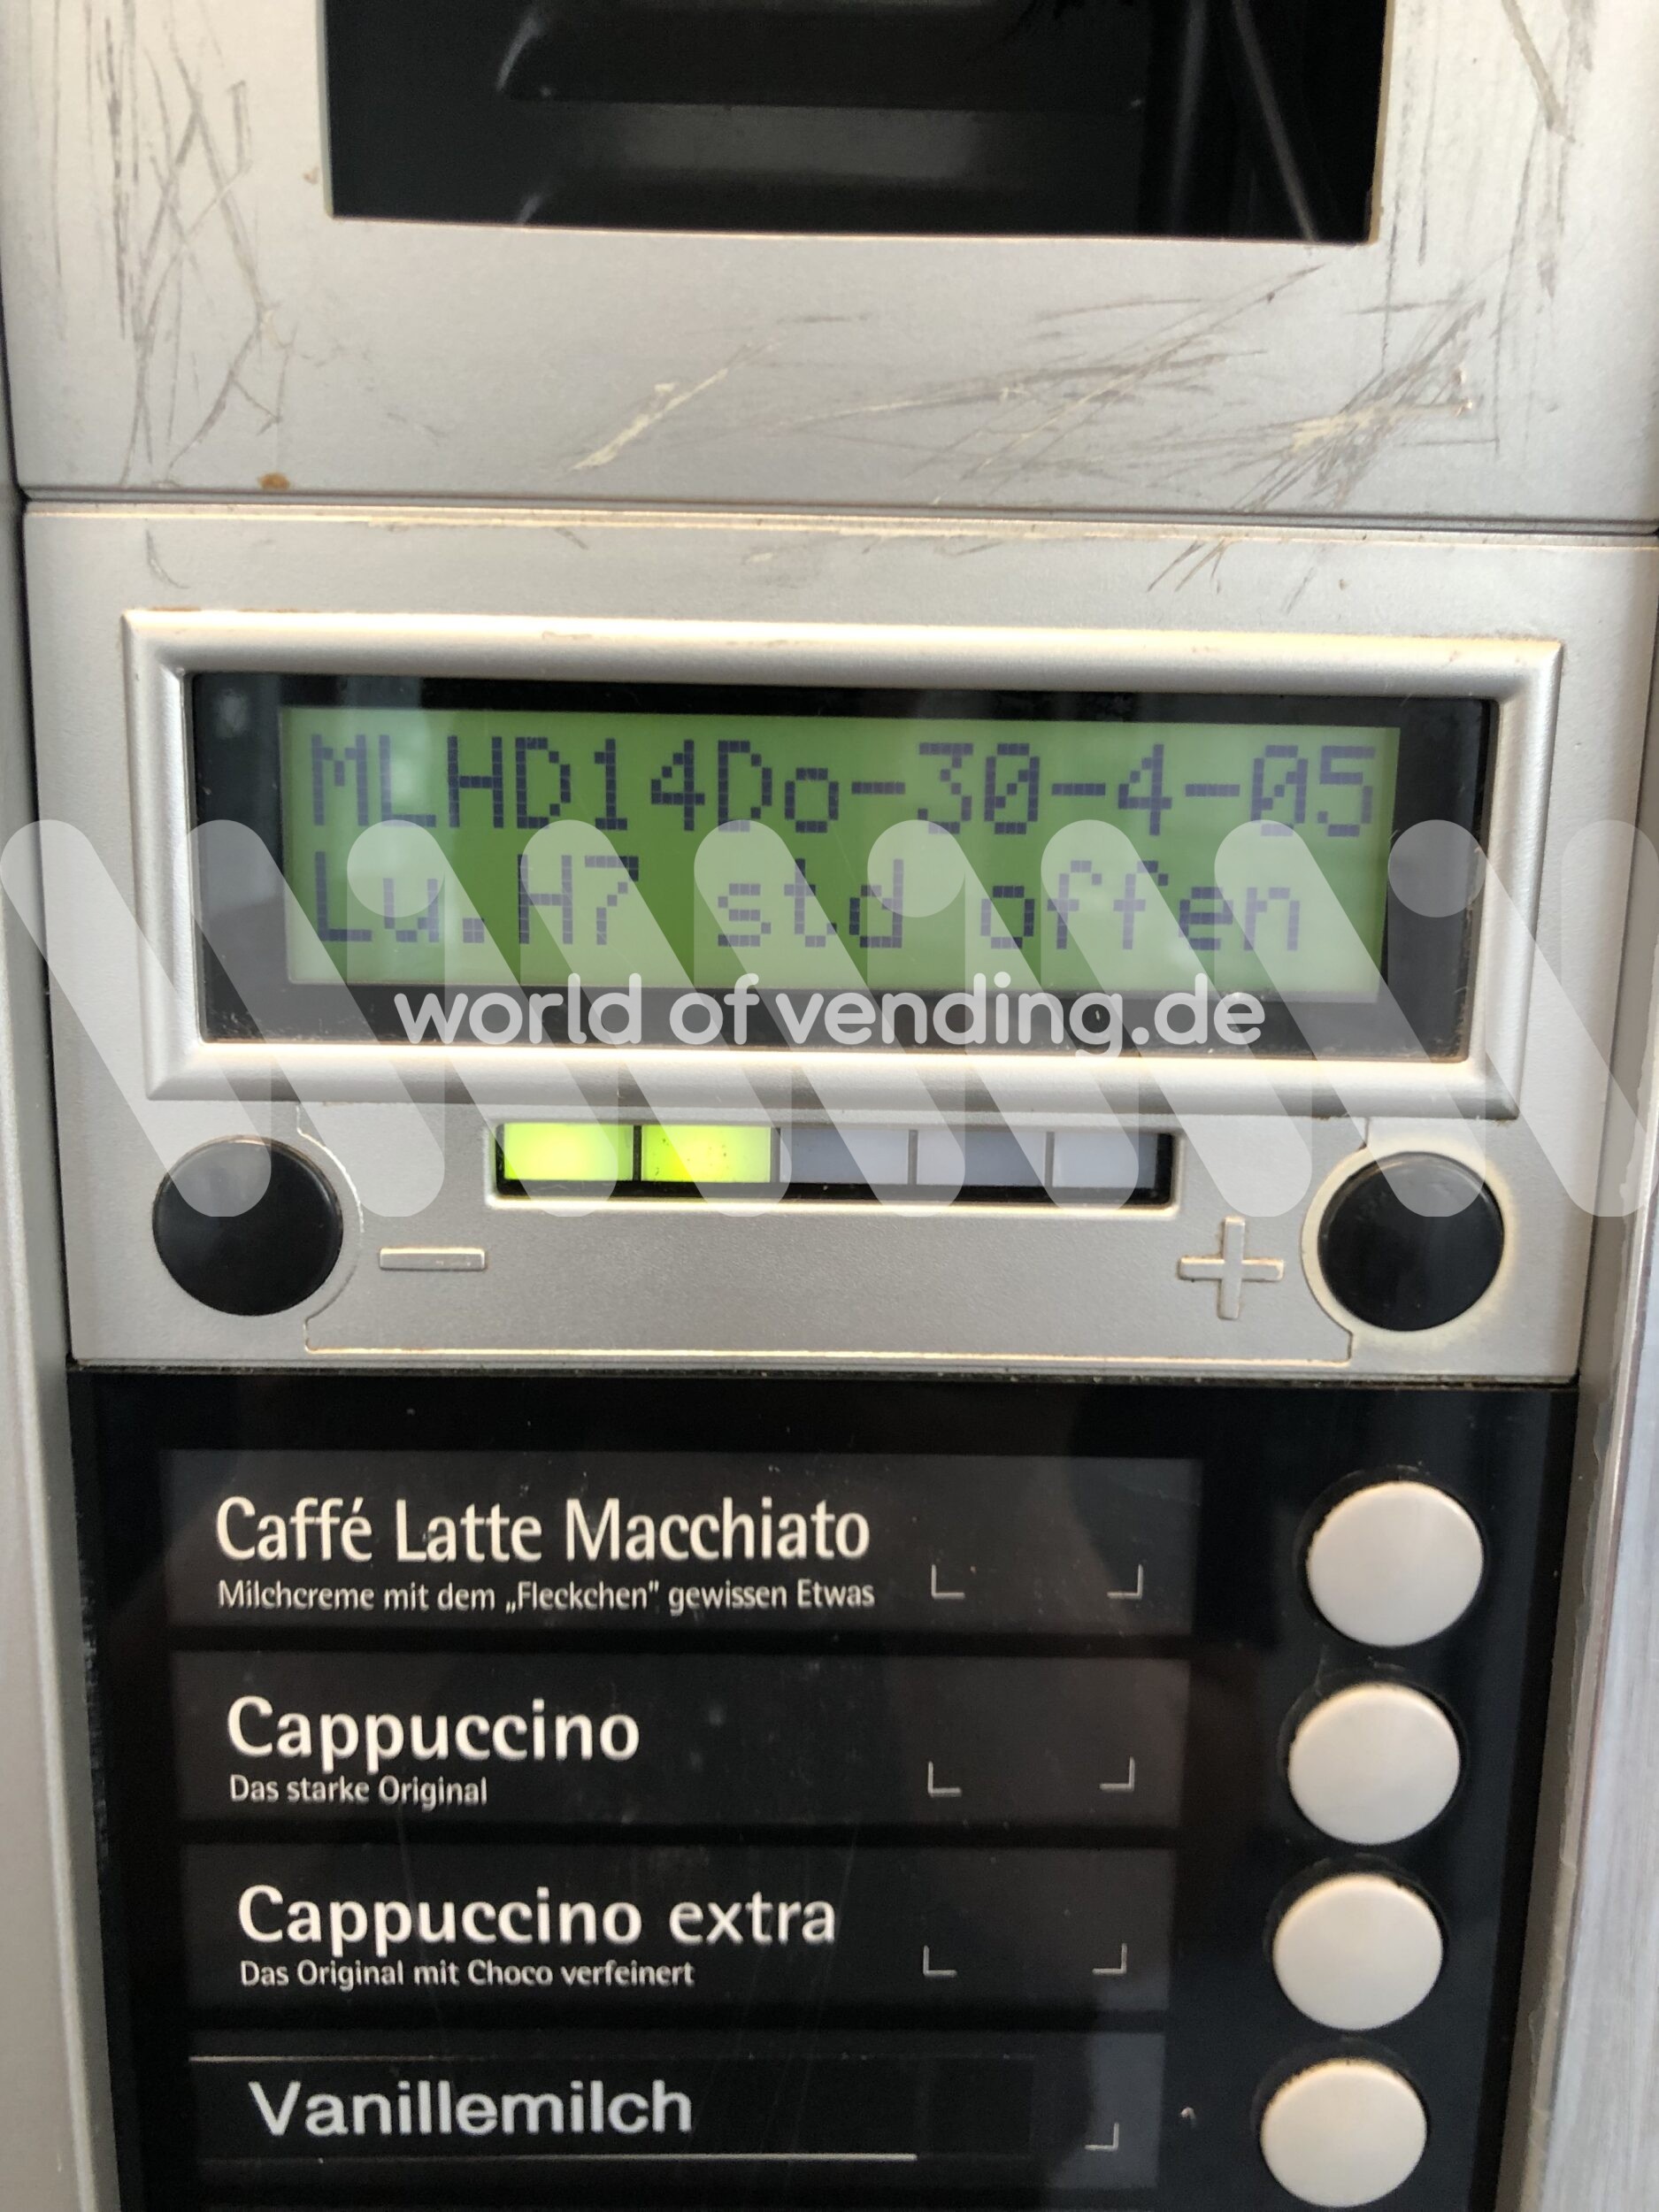 MLHD14Do-30-4-05
Lu.H7 std offen
world of vending.de
Caffé Latte Macchiato
Milchcreme mit dem „Fleckchen" gewissen Etwas
Cappuccino
Das starke Original
Cappuccino extra
Das Original mit Choco verfeinert
Vanillemilch